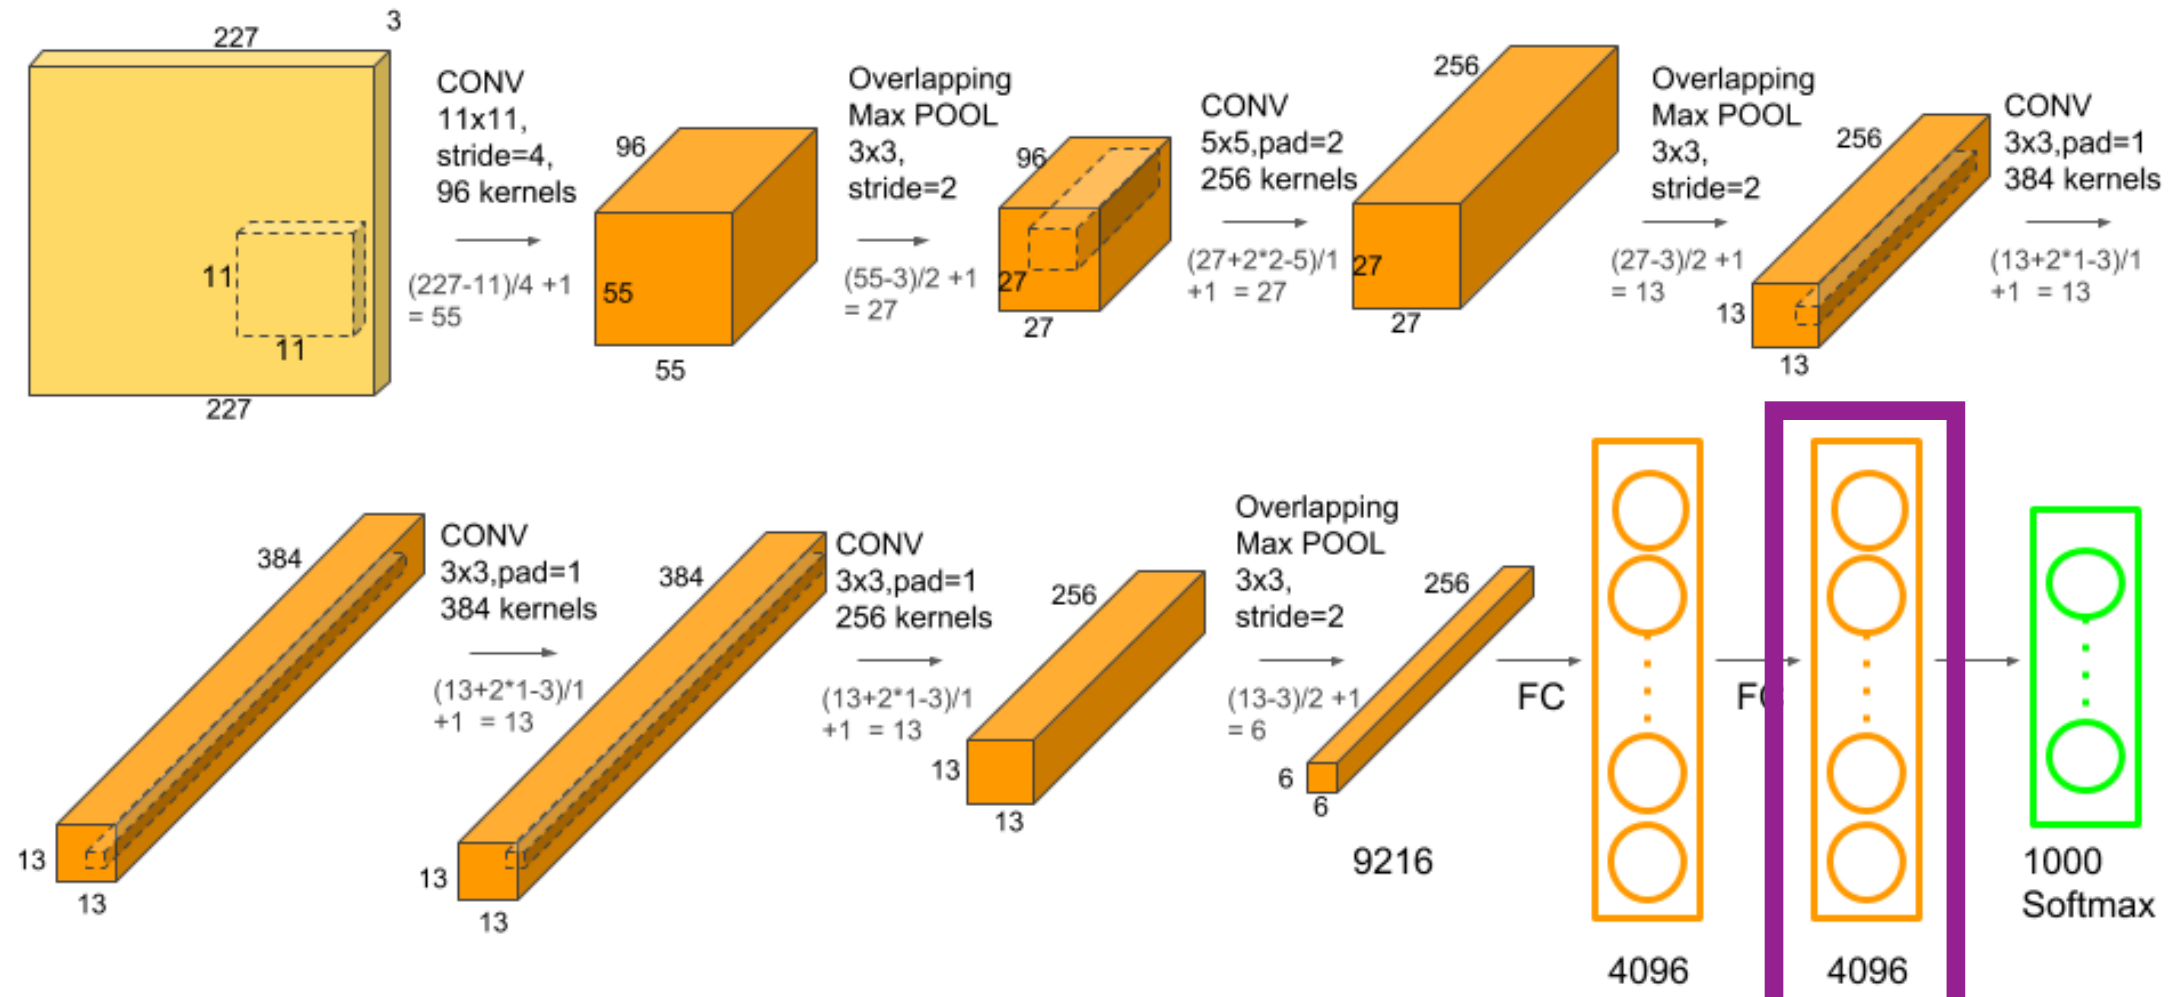 227
3
CONV
11x11,
stride=4,
96 kernels
(227-11)/4 +1
= 55
11
11
227
96
55
55
Overlapping
Max POOL
3x3,
stride=2
(55-3)/2 +1
= 27
96
27
27
CONV
5x5,pad=2
256 kernels
(27+2*2-5)/1
+1 = 27
256
27
27
Overlapping
Max POOL
3x3,
stride=2
(27-3)/2 +1
= 13
256
13
13
CONV
3x3,pad=1
384 kernels
(13+2*1-3)/1
+1 = 13
384
13
13
CONV
3x3,pad=1
384 kernels
(13+2*1-3)/1
+1 = 13
384
13
13
CONV
3x3,pad=1
256 kernels
(13+2*1-3)/1
+1 = 13
256
13
13
Overlapping
Max POOL
3x3,
stride=2
(13-3)/2 +1
= 6
256
6
6
9216
FC
4096
FC
4096
1000
Softmax